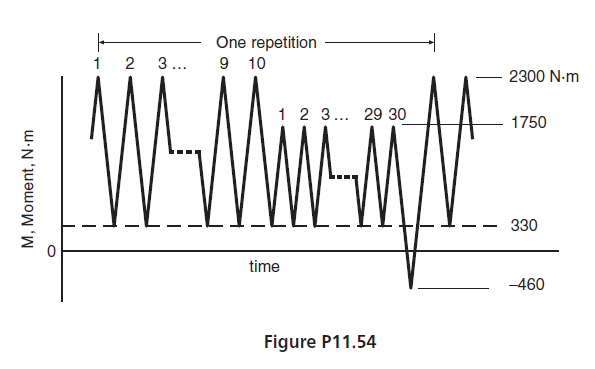 One repetition
1 2 3 ... 9 10
2300 N·m
1 2 3 ... 29 30
1750
M, Moment, N·m
330
0
time
–460
Figure P11.54